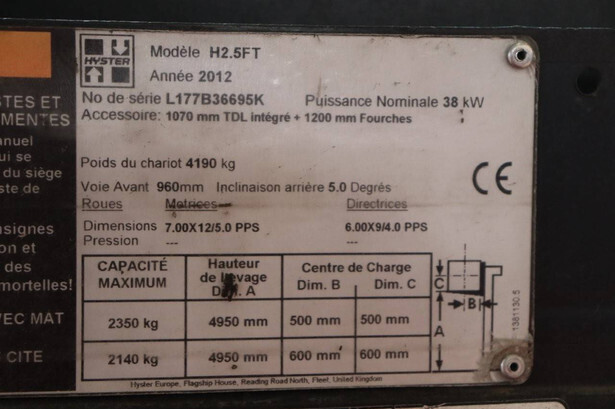 HYSTER
Modèle H2.5FT
Année 2012
No de série L177B36695K Puissance Nominale 38 kW
Accessoire: 1070 mm TDL intégré + 1200 mm Fourches
Poids du chariot 4190 kg
Voie Avant 960mm Inclinaison arrière 5.0 Degrés
Roues Motrices Directrices
Dimensions 7.00X12/5.0 PPS 6.00X9/4.0 PPS
Pression --- ---
CAPACITÉ MAXIMUM Hauteur de levage Dim. A Centre de Charge Dim. B Dim. C
2350 kg 4950 mm 500 mm 500 mm
2140 kg 4950 mm 600 mm 600 mm
Hyster Europe, Flagship House, Reading Road North, Fleet, United Kingdom
CE
C
B
A
1381130.5
STES ET
MENTES
anuel
ui se
du siège
ste de
nsignes
on et
des
mortelles!
VEC MAT
CITE